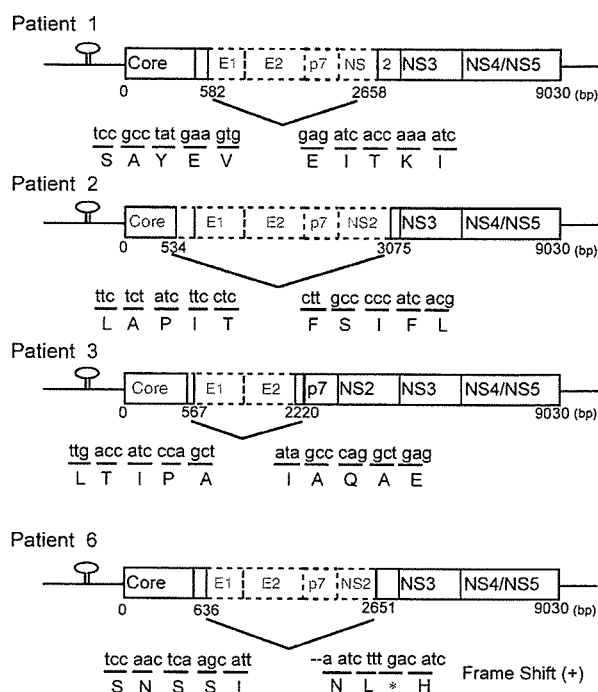 Patient 1
Core E1 E2 p7 NS 2 NS3 NS4/NS5
0 582 2658 9030 (bp)
tcc gcc tat gaa gtg gag atc acc aaa atc
S A Y E V E I T K I
Patient 2
Core E1 E2 p7 NS2 NS3 NS4/NS5
0 534 3075 9030 (bp)
ttc tct atc ttc ctc ctt gcc ccc atc acg
L A P I T F S I F L
Patient 3
Core E1 E2 p7 NS2 NS3 NS4/NS5
0 567 2220 9030 (bp)
ttg acc atc cca gct ata gcc cag gct gag
L T I P A I A Q A E
Patient 6
Core E1 E2 p7 NS2 NS3 NS4/NS5
0 636 2651 9030 (bp)
tcc aac tca agc att --a atc ttt gac atc
S N S S I N L * H Frame Shift (+)